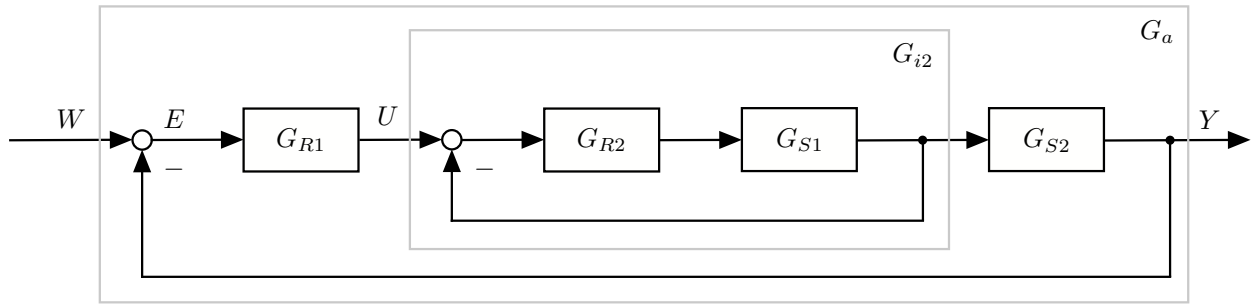 G_a
G_{i2}
W E G_{R1} U G_{R2} G_{S1} G_{S2} Y
− −